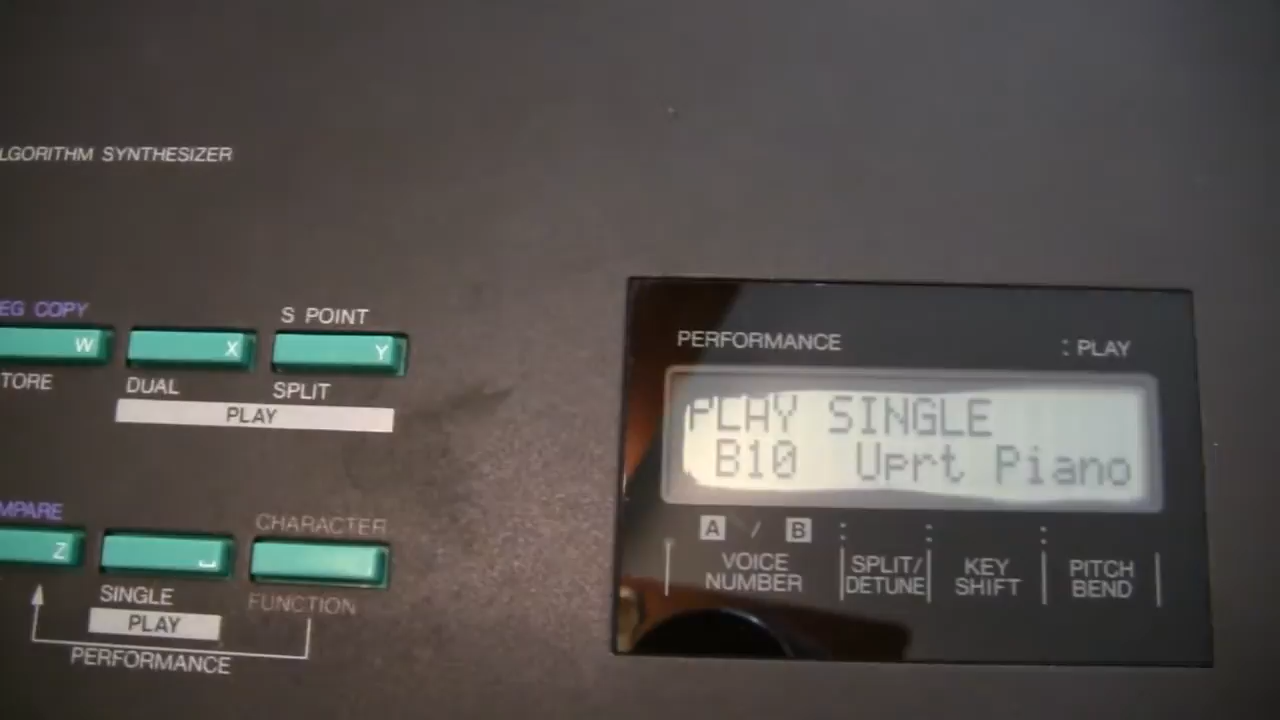 LGORITHM SYNTHESIZER
EG COPY
S POINT
W
X
Y
TORE
DUAL
SPLIT
PLAY
MPARE
CHARACTER
Z
SINGLE
FUNCTION
PLAY
PERFORMANCE
PERFORMANCE
: PLAY
PLAY SINGLE
B10 Uprt Piano
A / B : : :
VOICE NUMBER
SPLIT/ DETUNE
KEY SHIFT
PITCH BEND